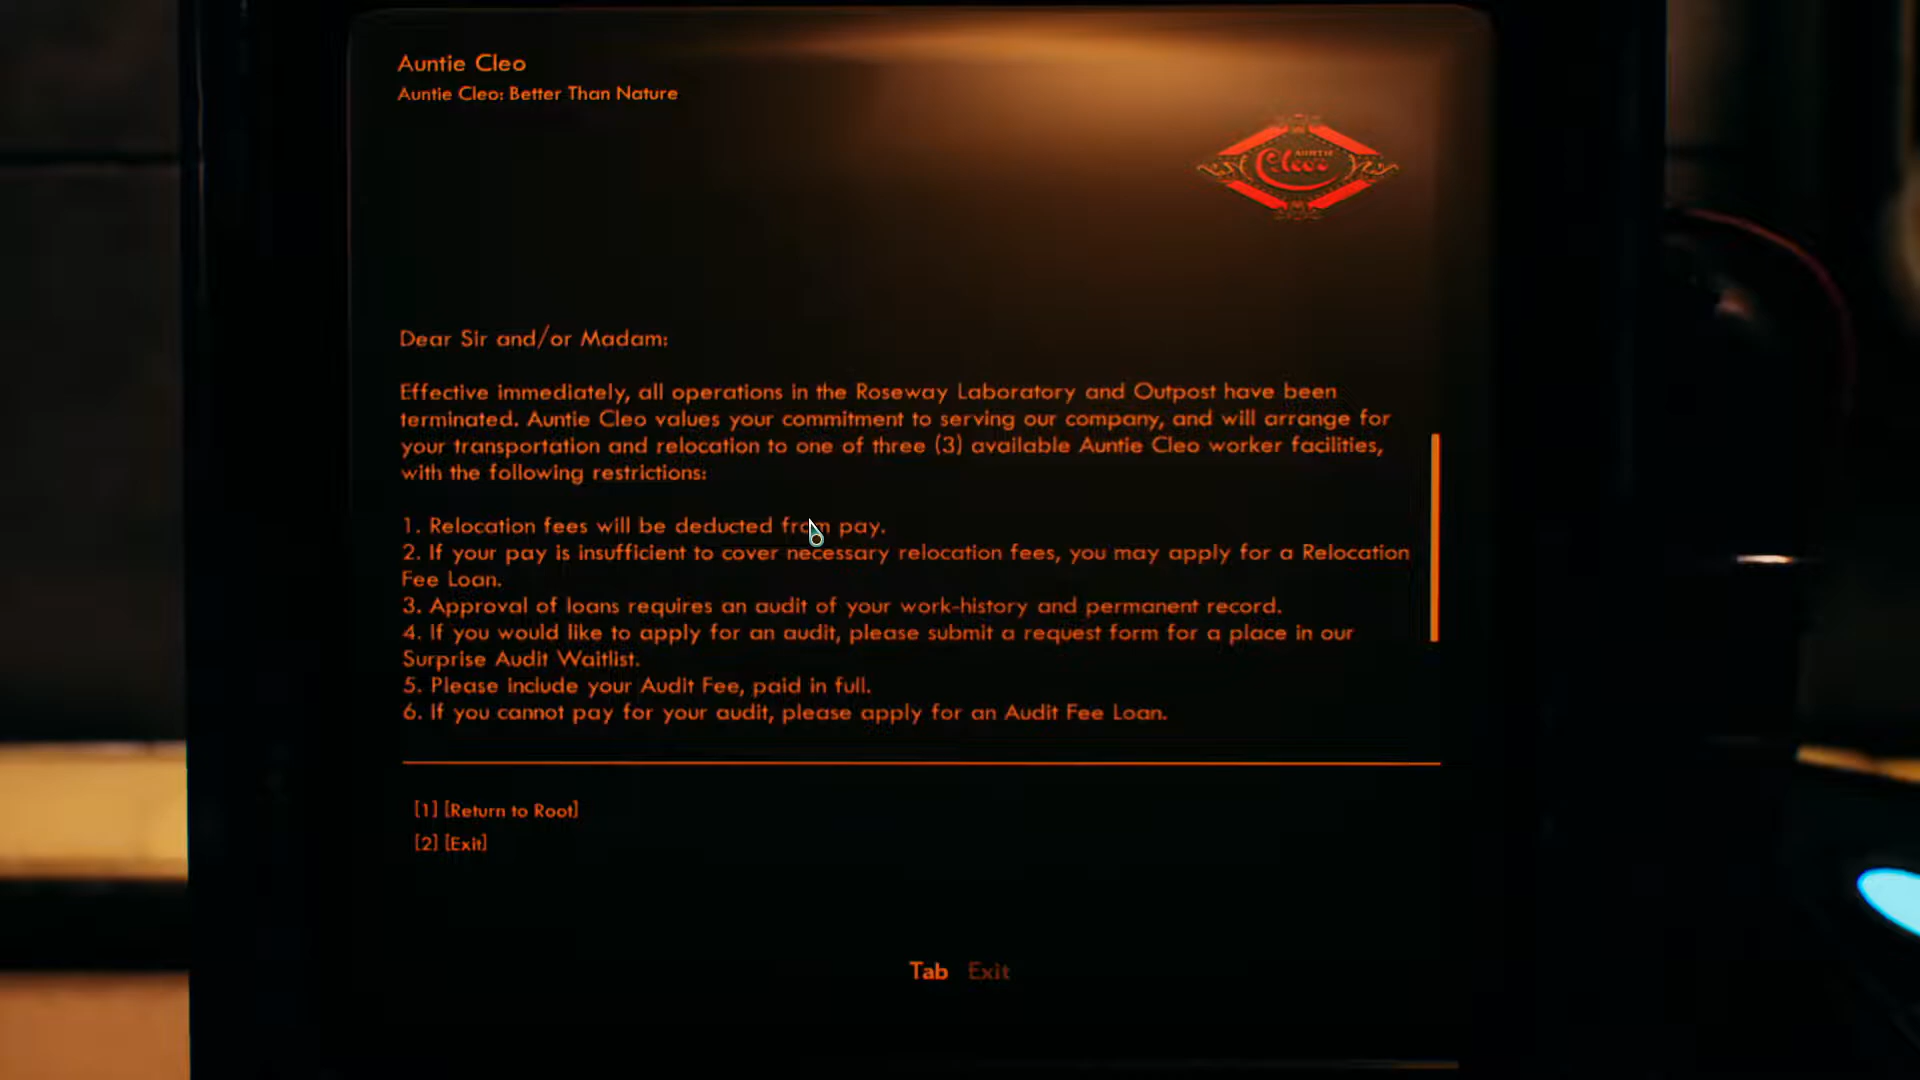 Auntie Cleo
Auntie Cleo: Better Than Nature
AUNTIE
Cleo's
Dear Sir and/or Madam:
Effective immediately, all operations in the Roseway Laboratory and Outpost have been
terminated. Auntie Cleo values your commitment to serving our company, and will arrange for
your transportation and relocation to one of three (3) available Auntie Cleo worker facilities,
with the following restrictions:
1. Relocation fees will be deducted from pay.
2. If your pay is insufficient to cover necessary relocation fees, you may apply for a Relocation
Fee Loan.
3. Approval of loans requires an audit of your work-history and permanent record.
4. If you would like to apply for an audit, please submit a request form for a place in our
Surprise Audit Waitlist.
5. Please include your Audit Fee, paid in full.
6. If you cannot pay for your audit, please apply for an Audit Fee Loan.
[1] [Return to Root]
[2] [Exit]
Tab Exit